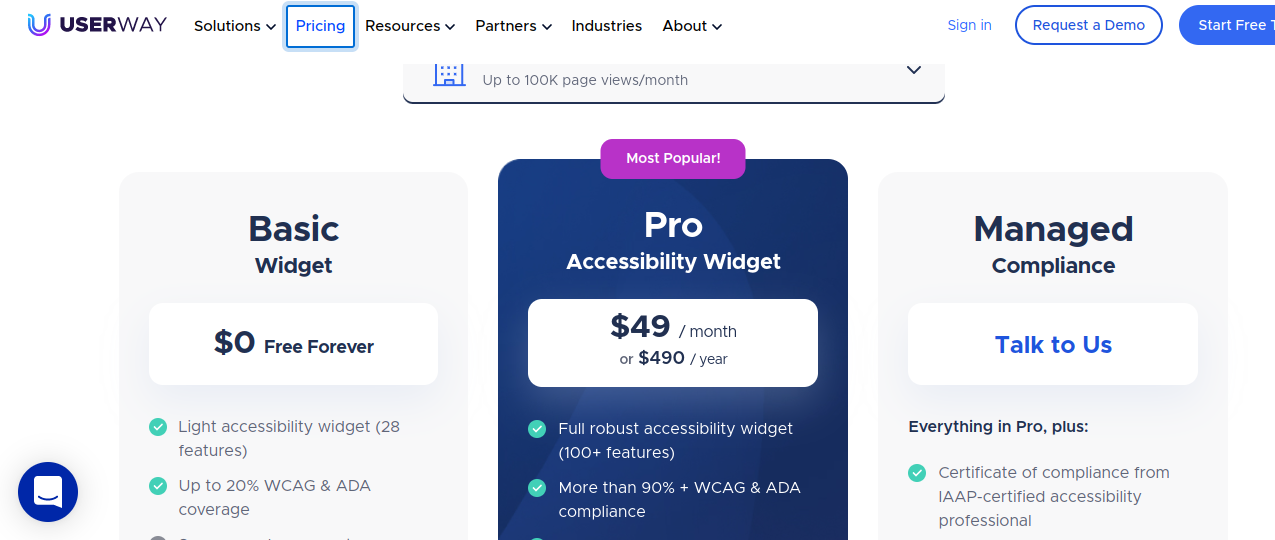 USERWAY
Solutions
Pricing
Resources
Partners
Industries
About
Sign in
Request a Demo
Start Free
Up to 100K page views/month
Most Popular!
Basic
Widget
$0 Free Forever
Light accessibility widget (28
features)
Up to 20% WCAG & ADA
coverage
Pro
Accessibility Widget
$49 / month
or $490 / year
Full robust accessibility widget
(100+ features)
More than 90% + WCAG & ADA
compliance
Managed
Compliance
Talk to Us
Everything in Pro, plus:
Certificate of compliance from
IAAP-certified accessibility
professional